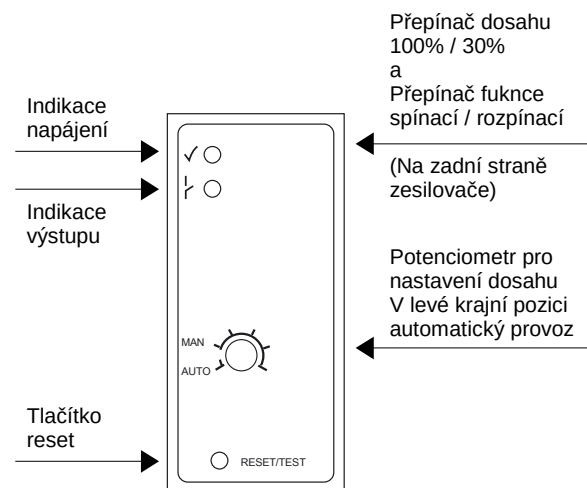 Přepínač dosahu
100% / 30%
a
Přepínač fuknce
spínací / rozpínací
(Na zadní straně
zesilovače)
Indikace
napájení
Indikace
výstupu
Potenciometr pro
nastavení dosahu
V levé krajní pozici
automatický provoz
MAN
AUTO
Tlačítko
reset
RESET/TEST